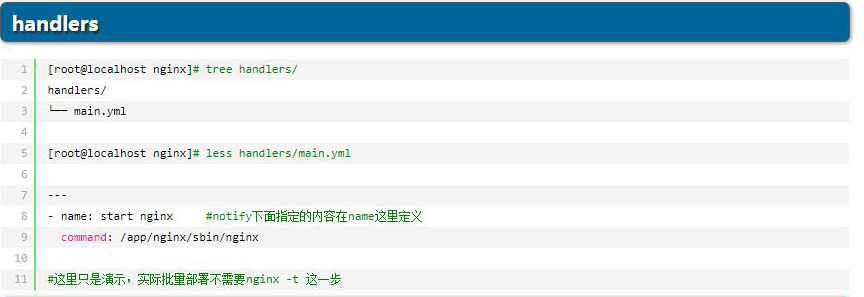 handlers
1 [root@localhost nginx]# tree handlers/
2 handlers/
3 └── main.yml
4
5 [root@localhost nginx]# less handlers/main.yml
6
7 ---
8 - name: start nginx     #notify下面指定的内容在name这里定义
9   command: /app/nginx/sbin/nginx
10
11 #这里只是演示，实际批量部署不需要nginx -t 这一步